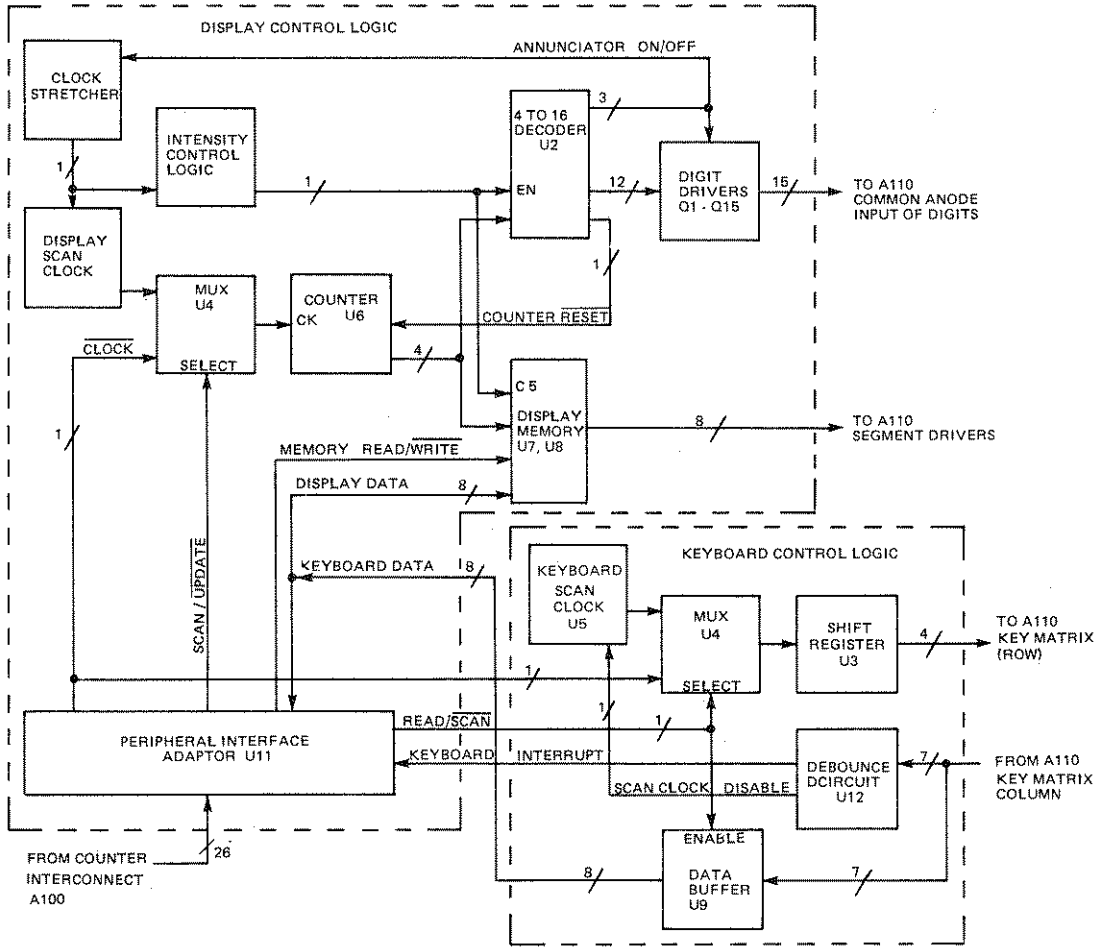 DISPLAY CONTROL LOGIC
ANNUNCIATOR ON/OFF
CLOCK
STRETCHER
3
4 TO 16
DECODER
U2
EN
1
INTENSITY
CONTROL
LOGIC
1
12
DIGIT
DRIVERS
Q1 - Q15
15
TO A110
COMMON ANODE
INPUT OF DIGITS
DISPLAY
SCAN
CLOCK
MUX
U4
SELECT
COUNTER
U6
CK
1
COUNTER RESET
CLOCK
4
1
C5
DISPLAY
MEMORY
U7, U8
8
TO A110
SEGMENT DRIVERS
MEMORY READ/WRITE
DISPLAY DATA
8
KEYBOARD CONTROL LOGIC
KEYBOARD DATA
8
KEYBOARD
SCAN
CLOCK
U5
MUX
U4
SELECT
SHIFT
REGISTER
U3
4
TO A110
KEY MATRIX
(ROW)
SCAN / UPDATE
1
1
READ/SCAN
1
PERIPHERAL INTERFACE
ADAPTOR U11
KEYBOARD INTERRUPT
SCAN CLOCK DISABLE
DEBOUNCE
DCIRCUIT
U12
7
FROM A110
KEY MATRIX
COLUMN
ENABLE
DATA
BUFFER
U9
8
7
26
FROM COUNTER
INTERCONNECT
A100